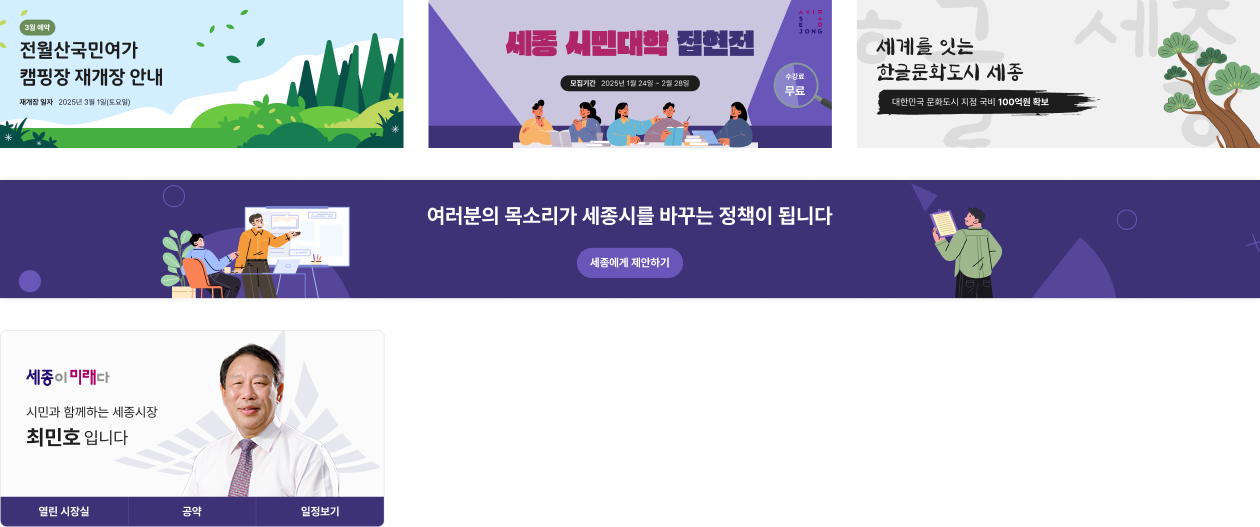 3월 예약
전월산국민여가
캠핑장 재개장 안내
재개장 일자 2025년 3월 1일(토요일)
세종 시민대학 집현전
모집기간 2025년 1월 24일 ~ 2월 28일
수강료
무료
세계를 잇는
한글문화도시 세종
대한민국 문화도시 지정 국비 100억원 확보
여러분의 목소리가 세종시를 바꾸는 정책이 됩니다
세종에게 제안하기
세종이 미래다
시민과 함께하는 세종시장
최민호 입니다
열린 시장실
공약
일정보기